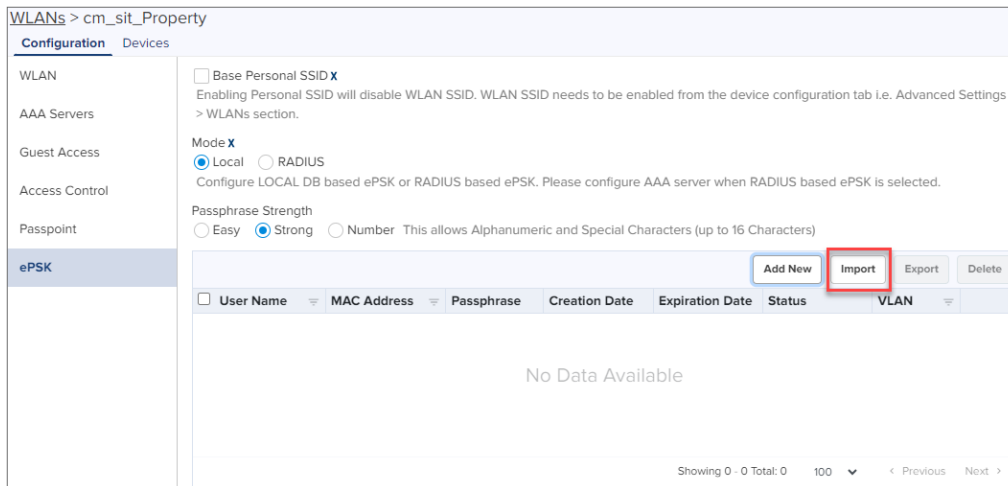 WLANs > cm_sit_Property
Configuration Devices
WLAN
AAA Servers
Guest Access
Access Control
Passpoint
ePSK
Base Personal SSID X
Enabling Personal SSID will disable WLAN SSID. WLAN SSID needs to be enabled from the device configuration tab i.e. Advanced Settings
> WLANs section.
Mode X
Local RADIUS
Configure LOCAL DB based ePSK or RADIUS based ePSK. Please configure AAA server when RADIUS based ePSK is selected.
Passphrase Strength
Easy Strong Number This allows Alphanumeric and Special Characters (up to 16 Characters)
Add New Import Export Delete
User Name MAC Address Passphrase Creation Date Expiration Date Status VLAN
No Data Available
Showing 0 - 0 Total: 0 100 < Previous Next >